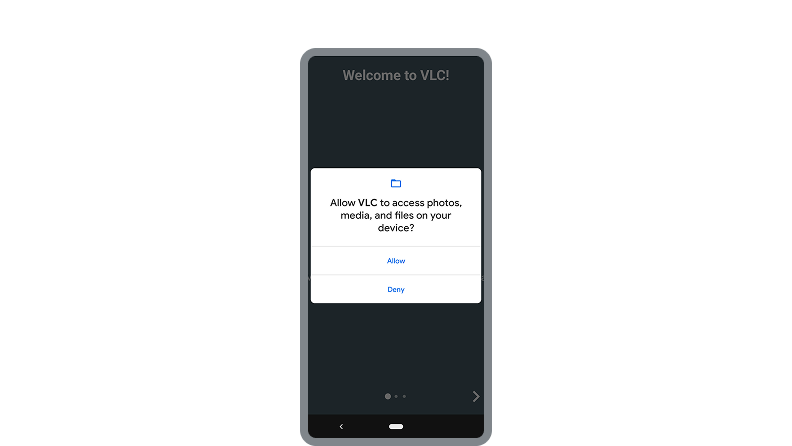 Welcome to VLC!
Allow VLC to access photos,
media, and files on your
device?
Allow
Deny